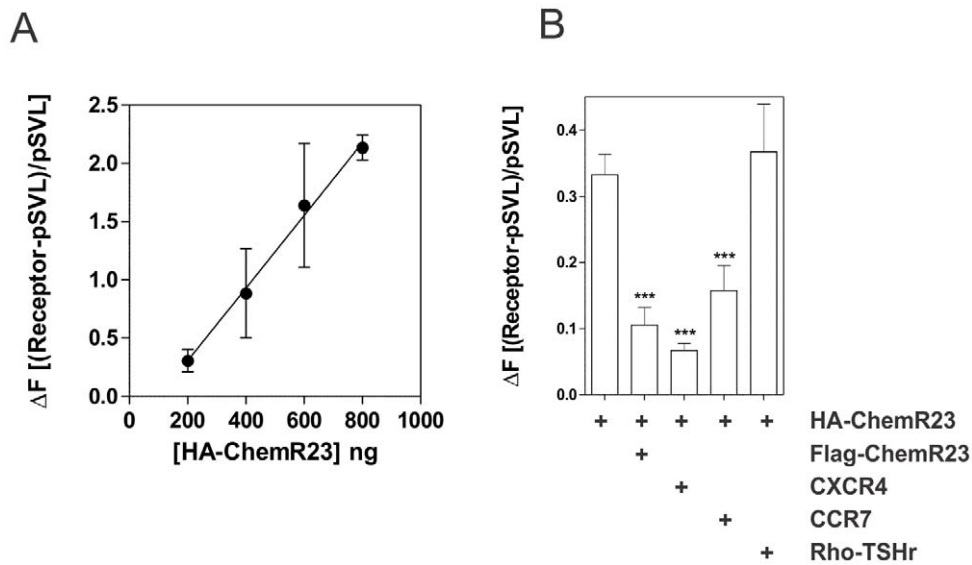 A
ΔF [(Receptor-pSVL)/pSVL]
2.5
2.0
1.5
1.0
0.5
0.0
0 200 400 600 800 1000
[HA-ChemR23] ng
B
ΔF [(Receptor-pSVL)/pSVL]
0.4
0.3
0.2
0.1
0.0
*** *** ***
+ + + + + HA-ChemR23
+ Flag-ChemR23
+ CXCR4
+ CCR7
+ Rho-TSHr